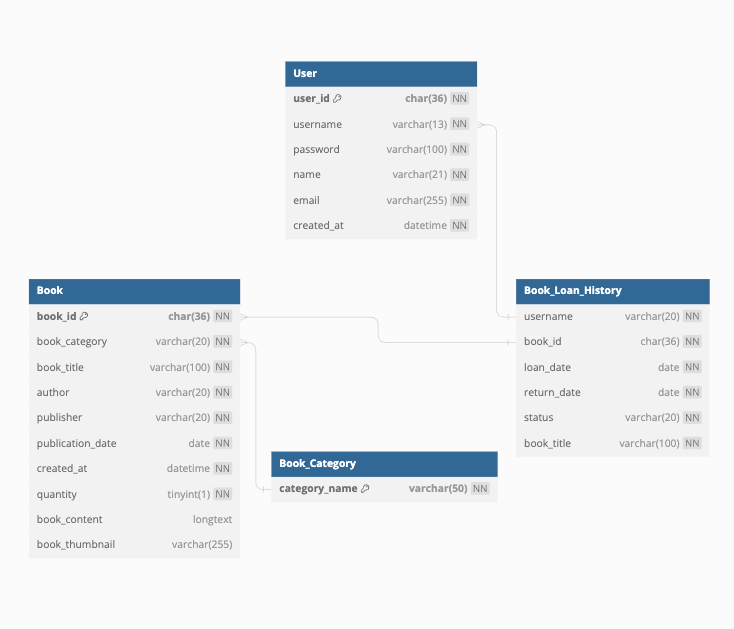 User
user_id char(36) NN
username varchar(13) NN
password varchar(100) NN
name varchar(21) NN
email varchar(255) NN
created_at datetime NN
Book
book_id char(36) NN
book_category varchar(20) NN
book_title varchar(100) NN
author varchar(20) NN
publisher varchar(20) NN
publication_date date NN
created_at datetime NN
quantity tinyint(1) NN
book_content longtext
book_thumbnail varchar(255)
Book_Loan_History
username varchar(20) NN
book_id char(36) NN
loan_date date NN
return_date date NN
status varchar(20) NN
book_title varchar(100) NN
Book_Category
category_name varchar(50) NN